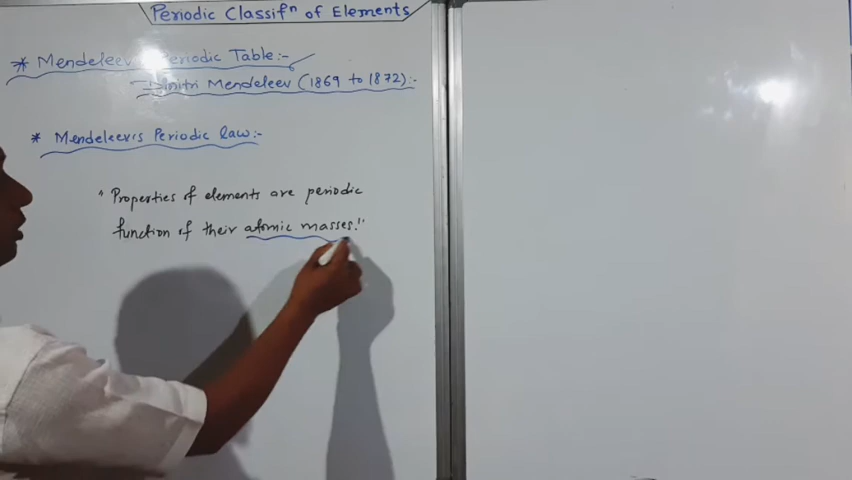 Periodic Classifⁿ of Elements
* Mendeleev Periodic Table:-
Dmitri Mendeleev (1869 to 1872):-
* Mendeleev's Periodic law:-
" Properties of elements are periodic
function of their atomic masses."